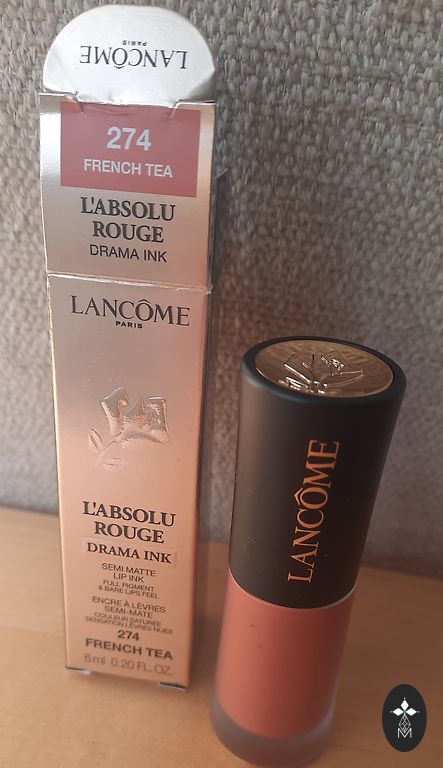 LANCÔME
PARIS
274
FRENCH TEA
L'ABSOLU
ROUGE
DRAMA INK
LANCÔME
PARIS
L'ABSOLU
ROUGE
DRAMA INK
SEMI MATTE
LIP INK
FULL PIGMENT
& BARE LIPS FEEL
ENCRE À LÈVRES
SEMI-MATE
COULEUR SATURÉE
SENSATION LÈVRES NUES
274
FRENCH TEA
6 ml 0.20 FL.OZ.
LANCÔME
M